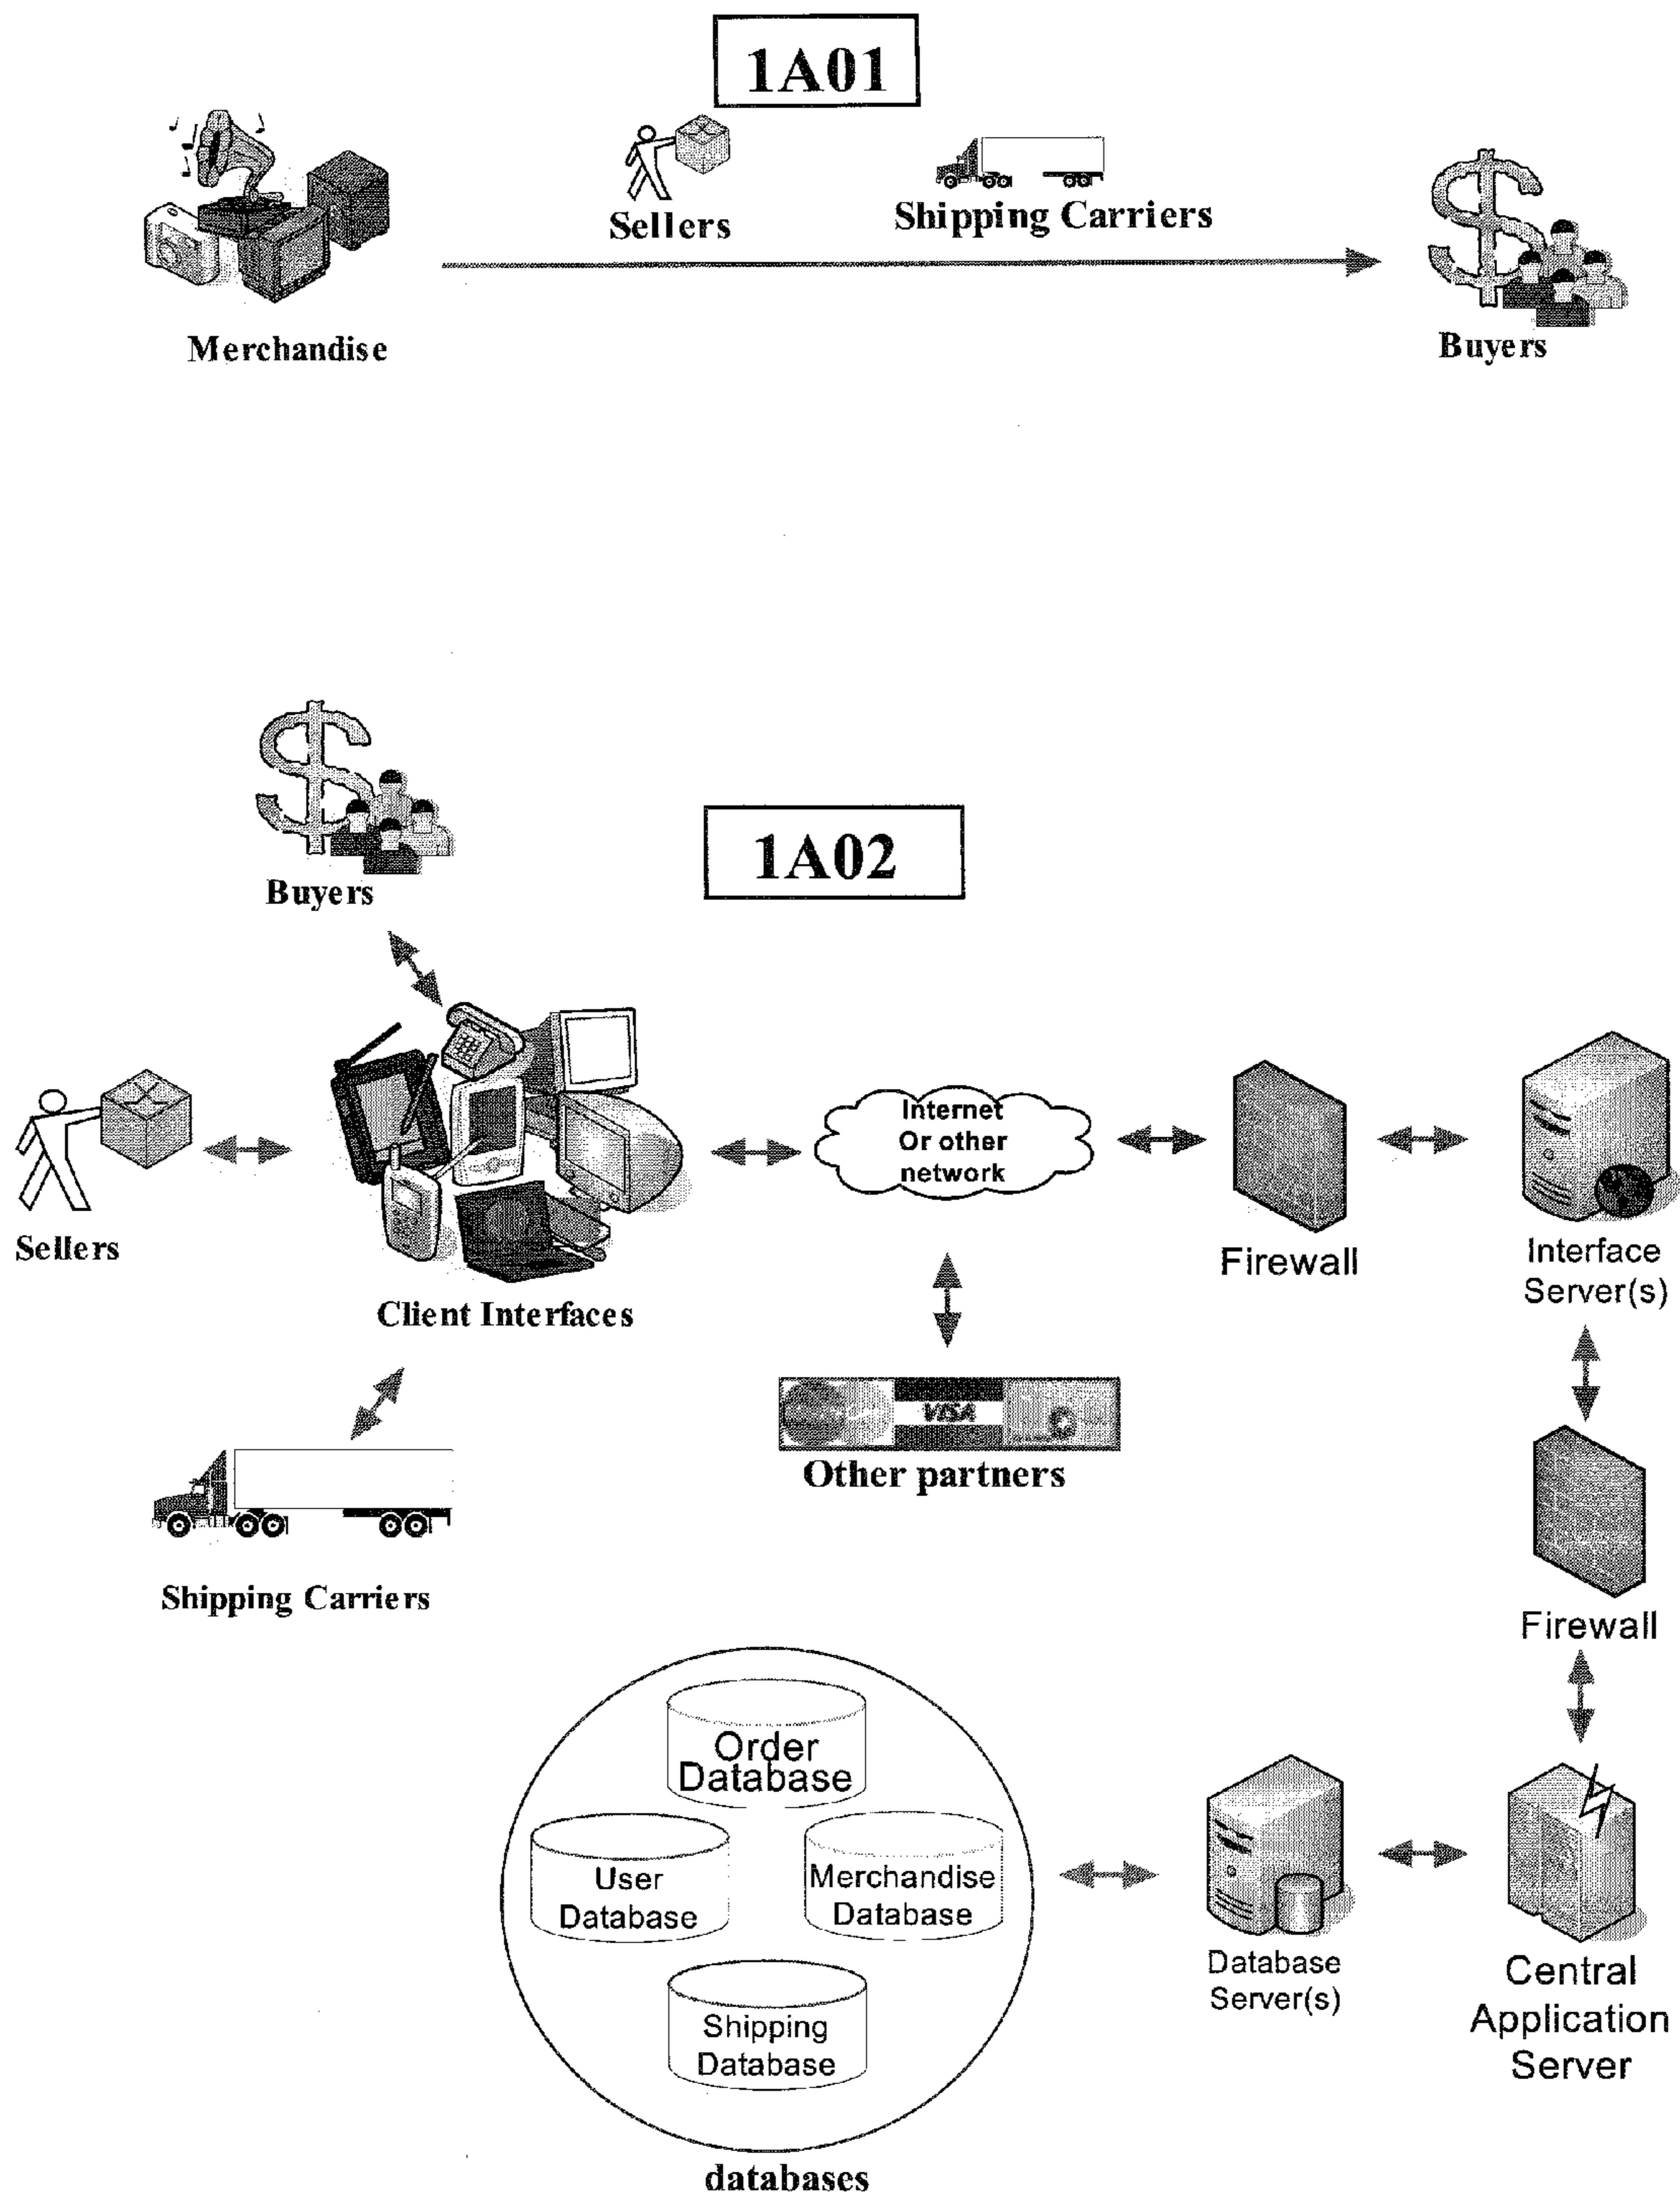 1A01
Sellers
Shipping Carriers
Merchandise
Buyers
Buyers
1A02
Sellers
Client Interfaces
Internet
Or other
network
Firewall
Interface
Server(s)
VISA
Other partners
Shipping Carriers
Firewall
Order
Database
User
Database
Merchandise
Database
Shipping
Database
databases
Database
Server(s)
Central
Application
Server